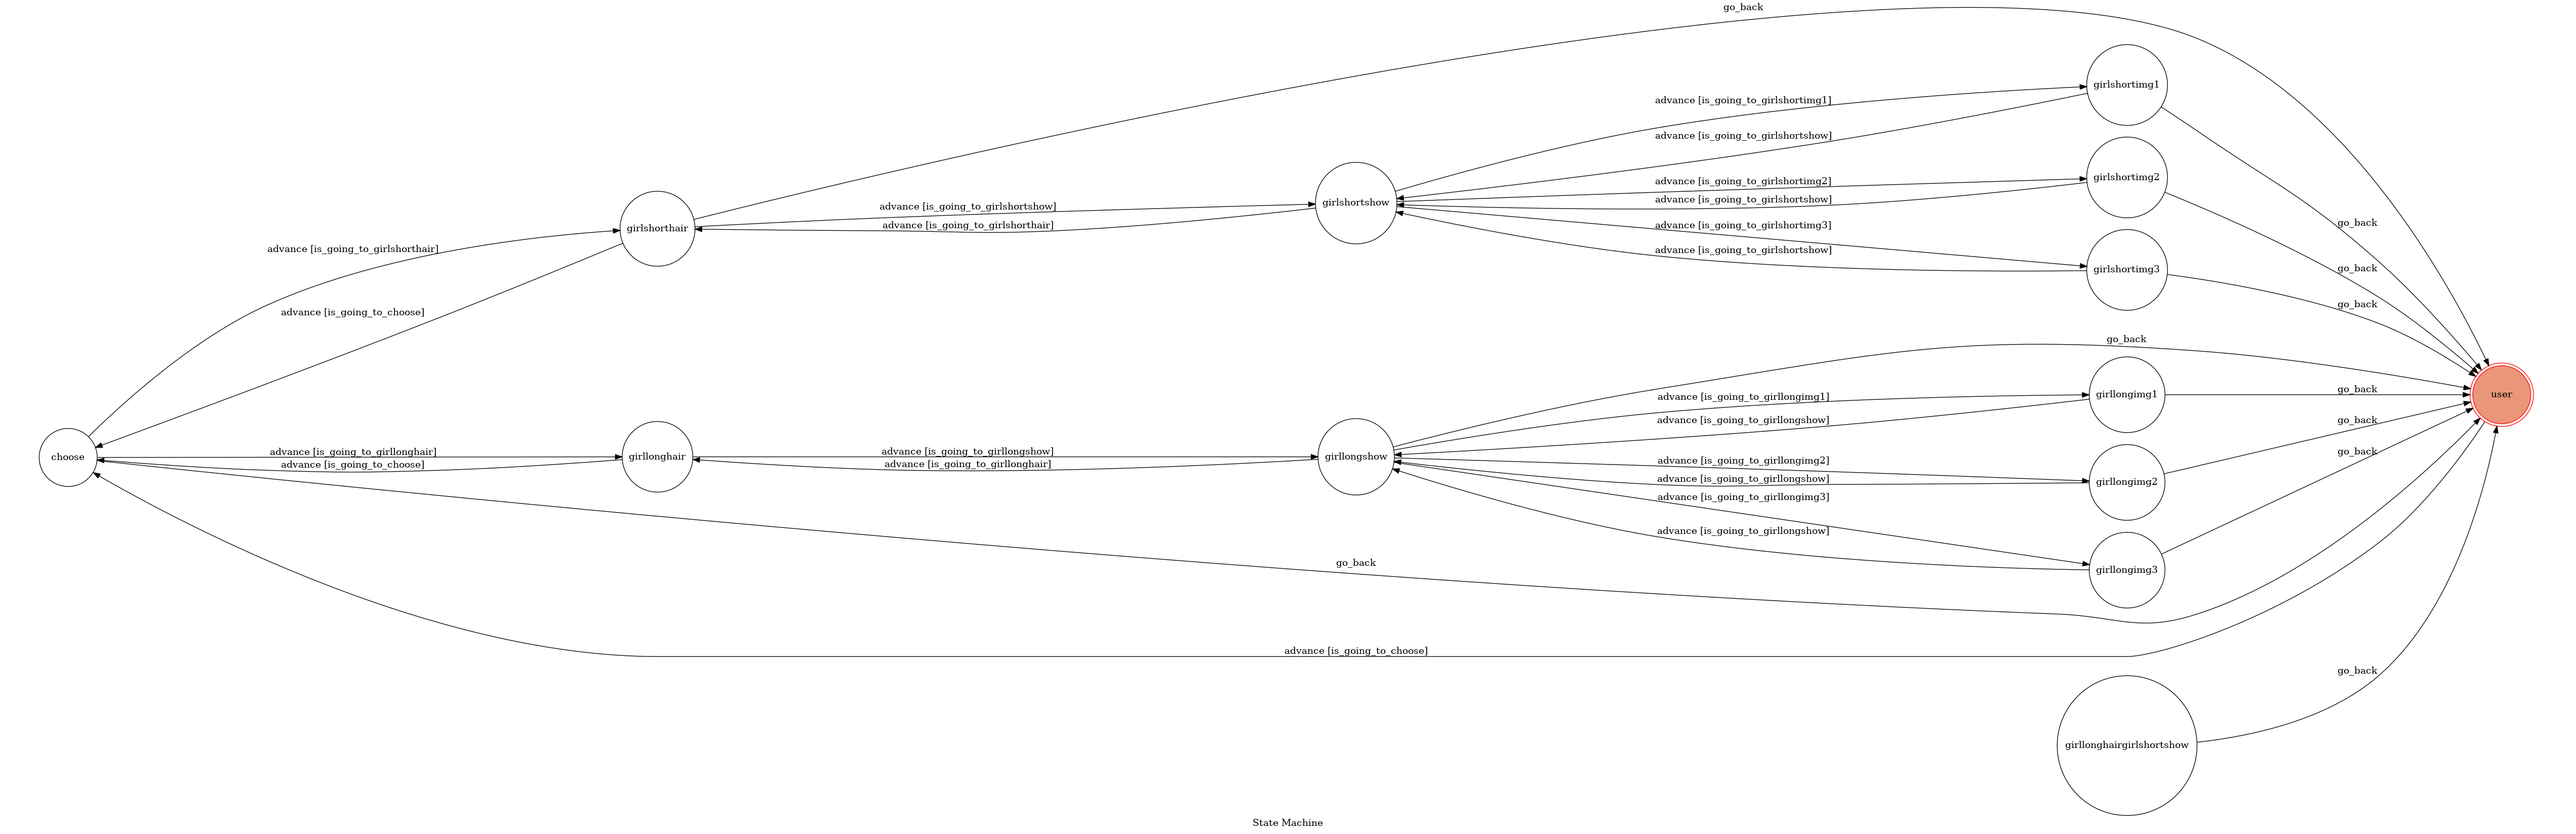 go_back
girlshortimg1
advance [is_going_to_girlshortimg1]
advance [is_going_to_girlshortshow]
girlshortimg2
advance [is_going_to_girlshortimg2]
advance [is_going_to_girlshortshow]
girlshortshow
advance [is_going_to_girlshortshow]
advance [is_going_to_girlshorthair]
girlshorthair
go_back
advance [is_going_to_girlshortimg3]
advance [is_going_to_girlshortshow]
advance [is_going_to_girlshorthair]
girlshortimg3
go_back
go_back
advance [is_going_to_choose]
go_back
go_back
girllongimg1
user
advance [is_going_to_girllongimg1]
advance [is_going_to_girllongshow]
go_back
choose
advance [is_going_to_girllonghair]
advance [is_going_to_choose]
girllonghair
advance [is_going_to_girllongshow]
advance [is_going_to_girllonghair]
girllongshow
go_back
advance [is_going_to_girllongimg2]
advance [is_going_to_girllongshow]
girllongimg2
advance [is_going_to_girllongimg3]
advance [is_going_to_girllongshow]
go_back
girllongimg3
advance [is_going_to_choose]
go_back
girllonghairgirlshortshow
State Machine